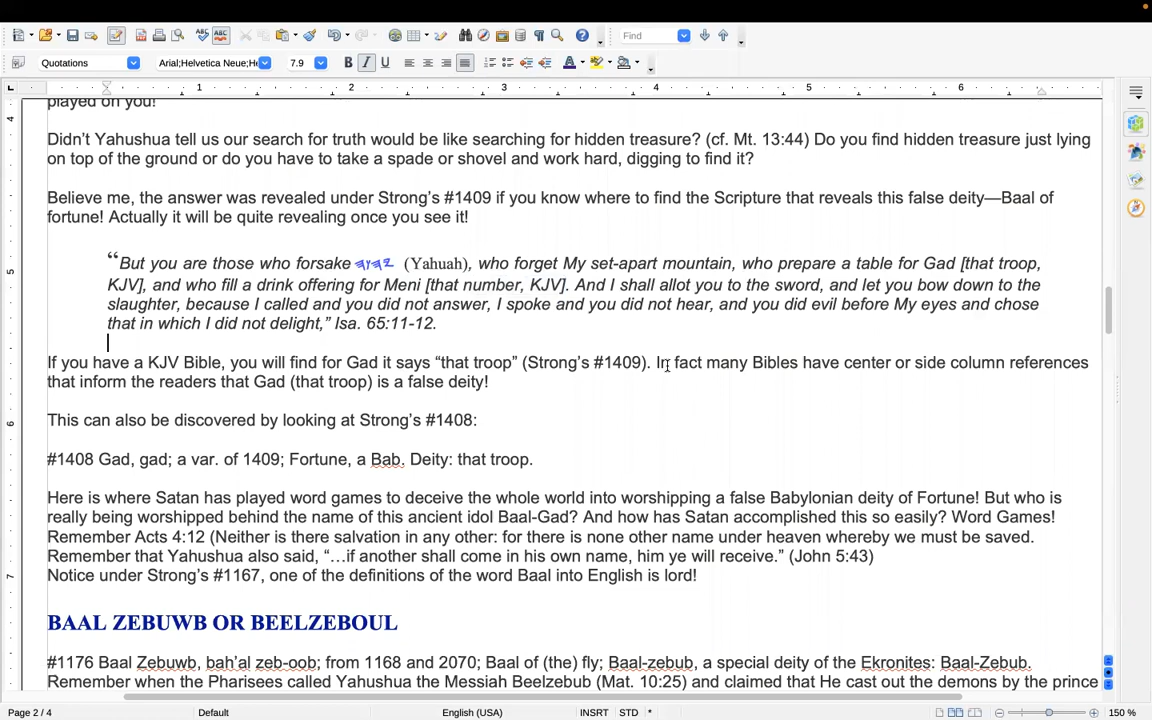 Quotations
Arial;Helvetica Neue;He
7.9
Find
1 2 3 4 5 6
played on you!
Didn’t Yahushua tell us our search for truth would be like searching for hidden treasure? (cf. Mt. 13:44) Do you find hidden treasure just lying
on top of the ground or do you have to take a spade or shovel and work hard, digging to find it?
Believe me, the answer was revealed under Strong’s #1409 if you know where to find the Scripture that reveals this false deity—Baal of
fortune! Actually it will be quite revealing once you see it!
“But you are those who forsake (Yahuah), who forget My set-apart mountain, who prepare a table for Gad [that troop,
KJV], and who fill a drink offering for Meni [that number, KJV]. And I shall allot you to the sword, and let you bow down to the
slaughter, because I called and you did not answer, I spoke and you did not hear, and you did evil before My eyes and chose
that in which I did not delight,” Isa. 65:11-12.
If you have a KJV Bible, you will find for Gad it says “that troop” (Strong’s #1409). In fact many Bibles have center or side column references
that inform the readers that Gad (that troop) is a false deity!
This can also be discovered by looking at Strong’s #1408:
#1408 Gad, gad; a var. of 1409; Fortune, a Bab. Deity: that troop.
Here is where Satan has played word games to deceive the whole world into worshipping a false Babylonian deity of Fortune! But who is
really being worshipped behind the name of this ancient idol Baal-Gad? And how has Satan accomplished this so easily? Word Games!
Remember Acts 4:12 (Neither is there salvation in any other: for there is none other name under heaven whereby we must be saved.
Remember that Yahushua also said, “…if another shall come in his own name, him ye will receive.” (John 5:43)
Notice under Strong’s #1167, one of the definitions of the word Baal into English is lord!
BAAL ZEBUWB OR BEELZEBOUL
#1176 Baal Zebuwb, bah’al zeb-oob; from 1168 and 2070; Baal of (the) fly; Baal-zebub, a special deity of the Ekronites: Baal-Zebub.
Remember when the Pharisees called Yahushua the Messiah Beelzebub (Mat. 10:25) and claimed that He cast out the demons by the prince
Page 2 / 4 Default English (USA) INSRT STD * 150 %